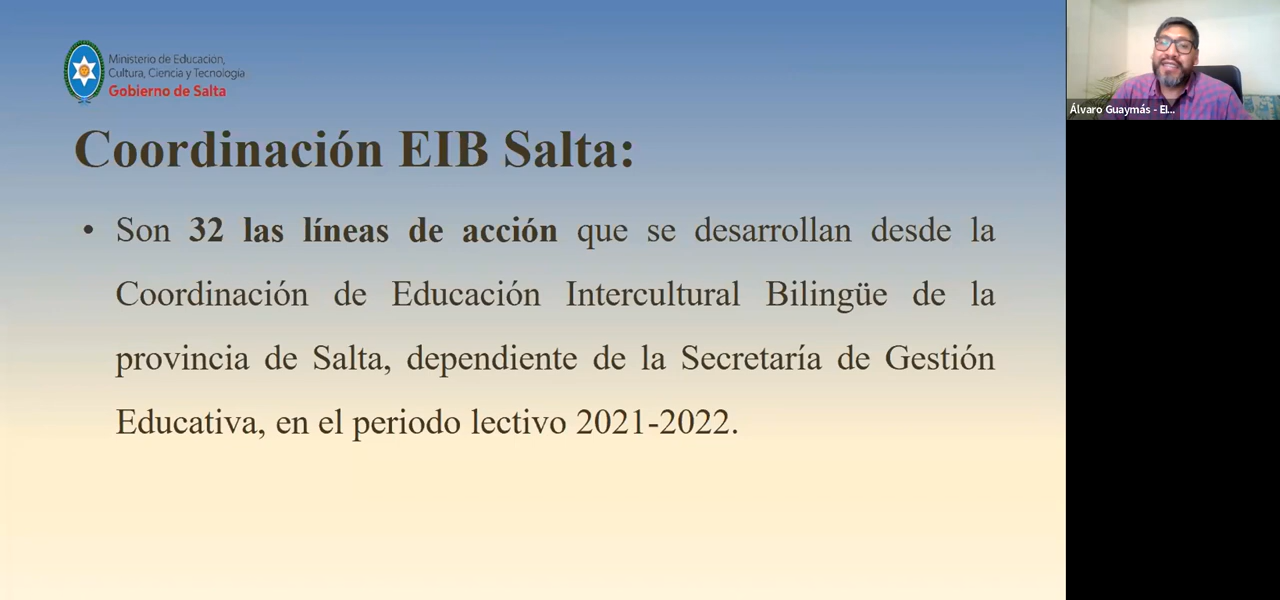 Ministerio de Educación,
Cultura, Ciencia y Tecnología
Gobierno de Salta
Coordinación EIB Salta:
• Son 32 las líneas de acción que se desarrollan desde la
Coordinación de Educación Intercultural Bilingüe de la
provincia de Salta, dependiente de la Secretaría de Gestión
Educativa, en el periodo lectivo 2021-2022.
Álvaro Guaymás - EI...